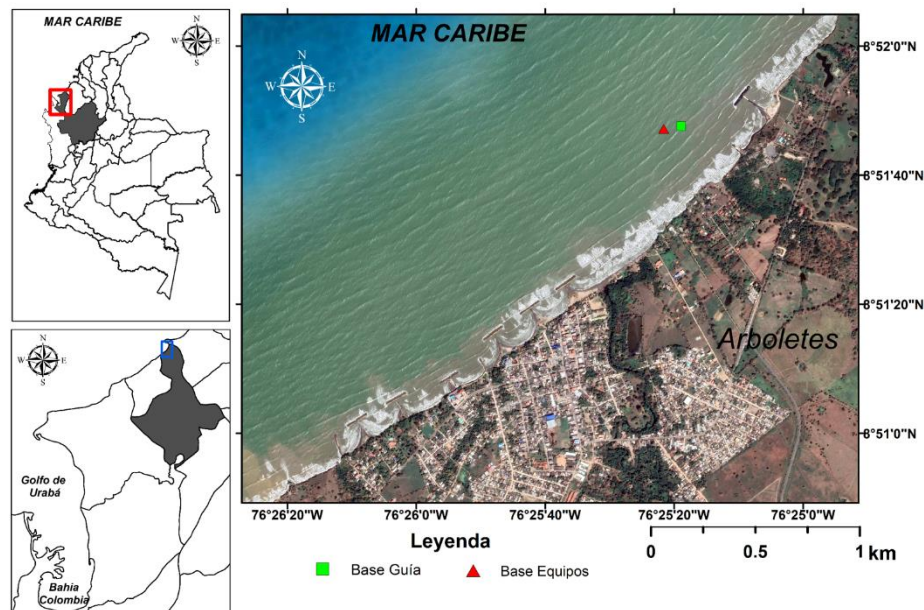 MAR CARIBE
N
W E
S
N
W E
S
Golfo de
Urabá
Bahia
Colombia
MAR CARIBE
N
W E
S
Arboletes
8°52'0"N
8°51'40"N
8°51'20"N
8°51'0"N
76°26'20"W 76°26'0"W 76°25'40"W 76°25'20"W 76°25'0"W
Leyenda
Base Guía Base Equipos
0 0.5 1 km